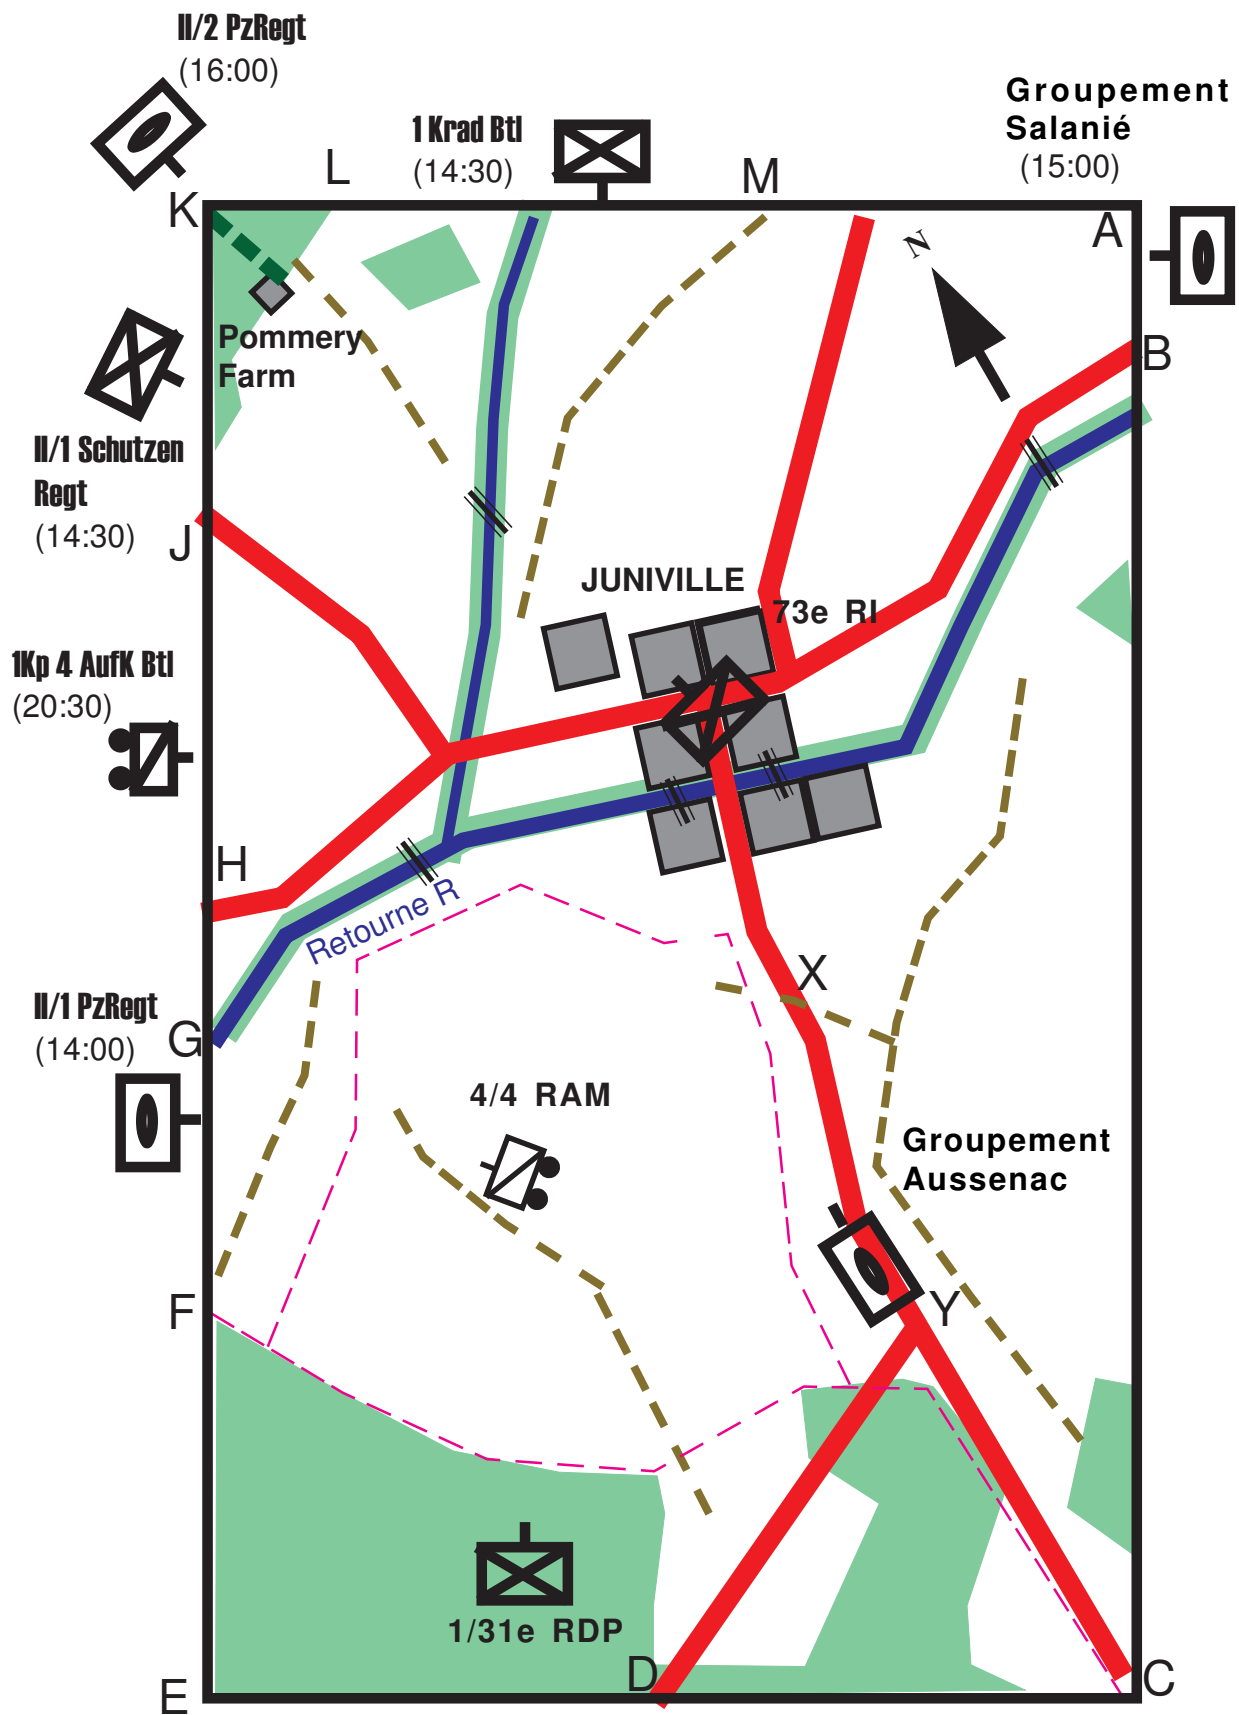 II/2 PzRegt
(16:00)
Groupement
Salanié
(15:00)
1 Krad Btl
(14:30)
L
M
K
A
N
B
Pommery
Farm
II/1 Schutzen
Regt
(14:30)
J
JUNIVILLE
73e RI
1Kp 4 AufK Btl
(20:30)
H
Retourne R
X
II/1 PzRegt
(14:00)
G
4/4 RAM
Groupement
Aussenac
F
Y
1/31e RDP
D
C
E